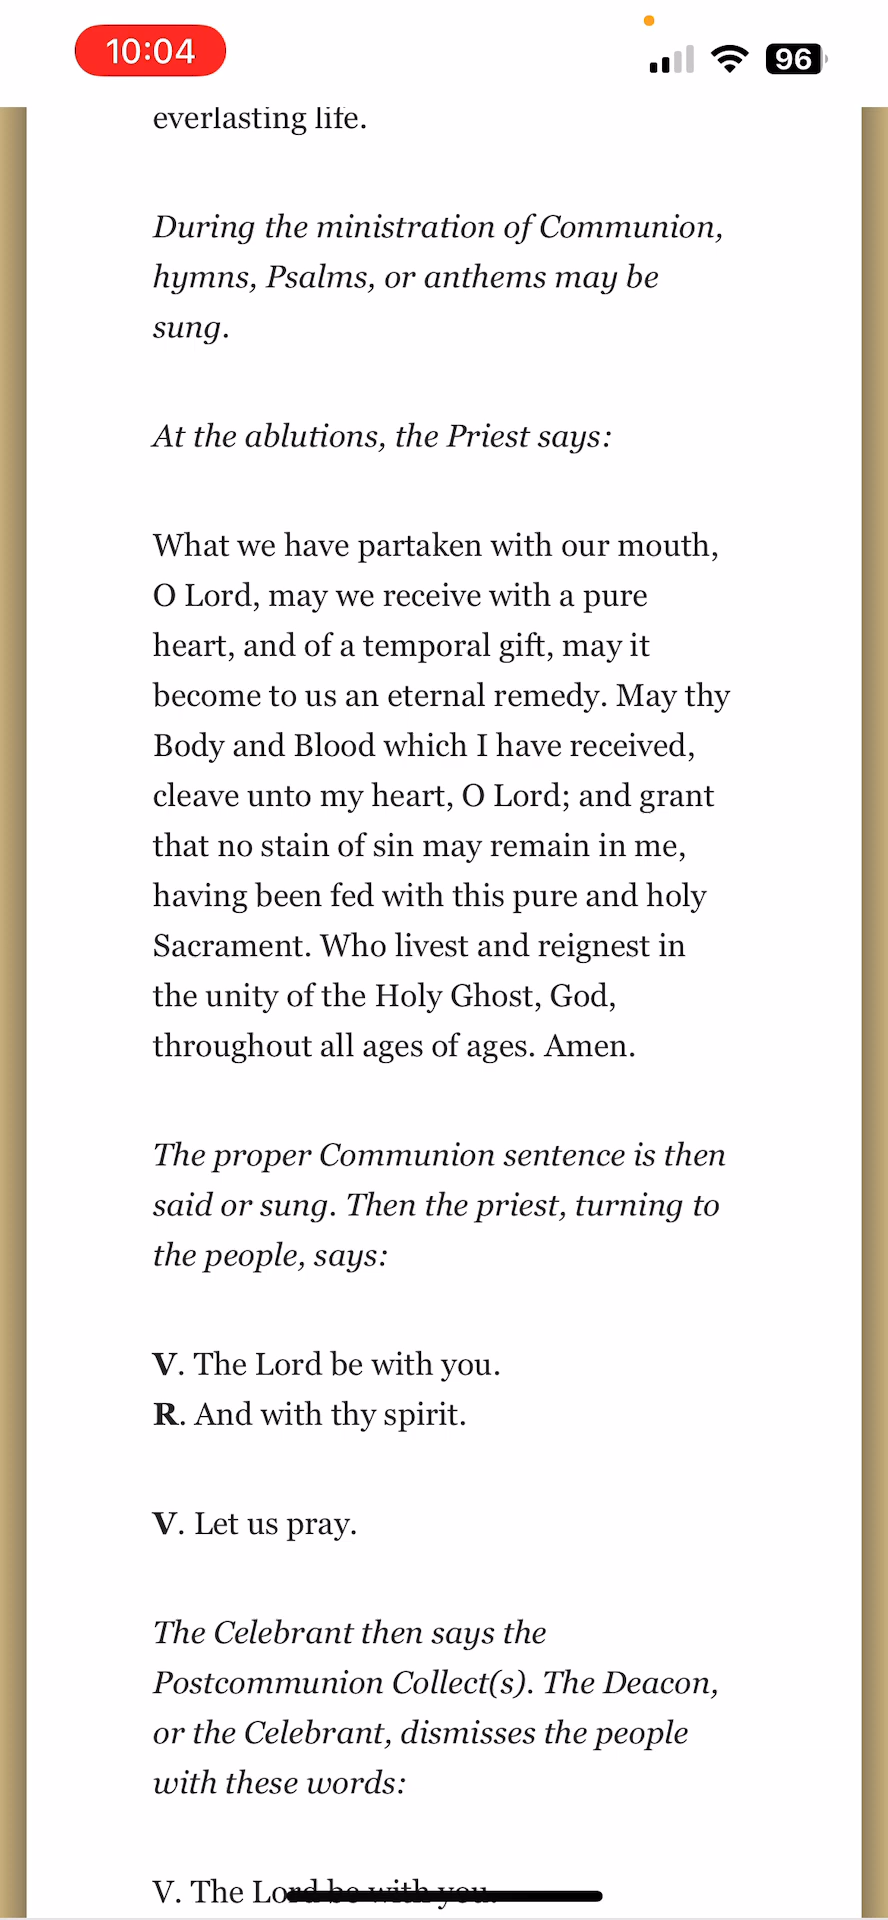 10:04
96
everlasting life.
During the ministration of Communion,
hymns, Psalms, or anthems may be
sung.
At the ablutions, the Priest says:
What we have partaken with our mouth,
O Lord, may we receive with a pure
heart, and of a temporal gift, may it
become to us an eternal remedy. May thy
Body and Blood which I have received,
cleave unto my heart, O Lord; and grant
that no stain of sin may remain in me,
having been fed with this pure and holy
Sacrament. Who livest and reignest in
the unity of the Holy Ghost, God,
throughout all ages of ages. Amen.
The proper Communion sentence is then
said or sung. Then the priest, turning to
the people, says:
V. The Lord be with you.
R. And with thy spirit.
V. Let us pray.
The Celebrant then says the
Postcommunion Collect(s). The Deacon,
or the Celebrant, dismisses the people
with these words:
V. The Lord be with you.